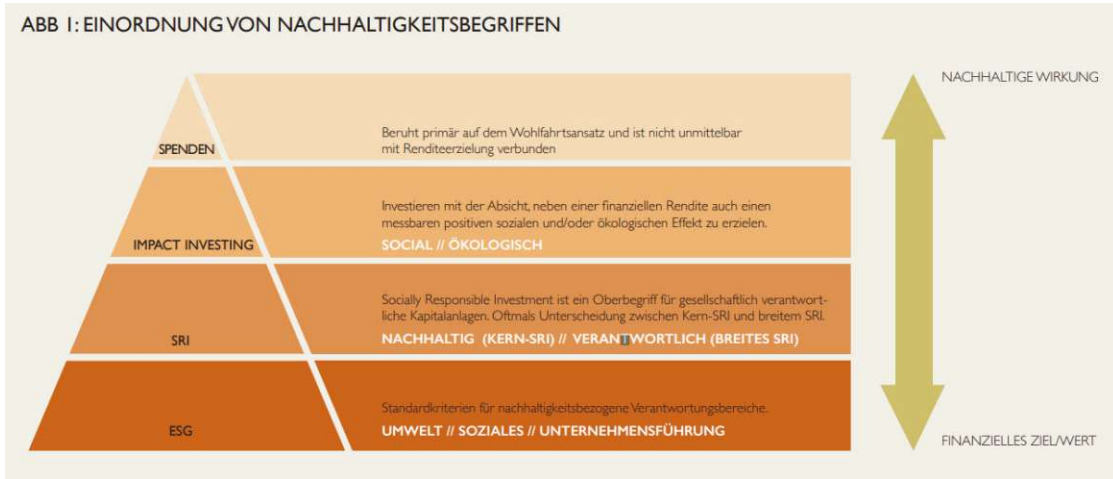 ABB 1: EINORDNUNG VON NACHHALTIGKEITSBEGRIFFEN
NACHHALTIGE WIRKUNG
SPENDEN
Beruht primär auf dem Wohlfahrtsansatz und ist nicht unmittelbar
mit Renditeerzielung verbunden
IMPACT INVESTING
Investieren mit der Absicht, neben einer finanziellen Rendite auch einen
messbaren positiven sozialen und/oder ökologischen Effekt zu erzielen.
SOCIAL // ÖKOLOGISCH
SRI
Socially Responsible Investment ist ein Oberbegriff für gesellschaftlich verantwort-
liche Kapitalanlagen. Oftmals Unterscheidung zwischen Kern-SRI und breitem SRI.
NACHHALTIG (KERN-SRI) // VERANTWORTLICH (BREITES SRI)
ESG
Standardkriterien für nachhaltigkeitsbezogene Verantwortungsbereiche.
UMWELT // SOZIALES // UNTERNEHMENSFÜHRUNG
FINANZIELLES ZIEL/WERT